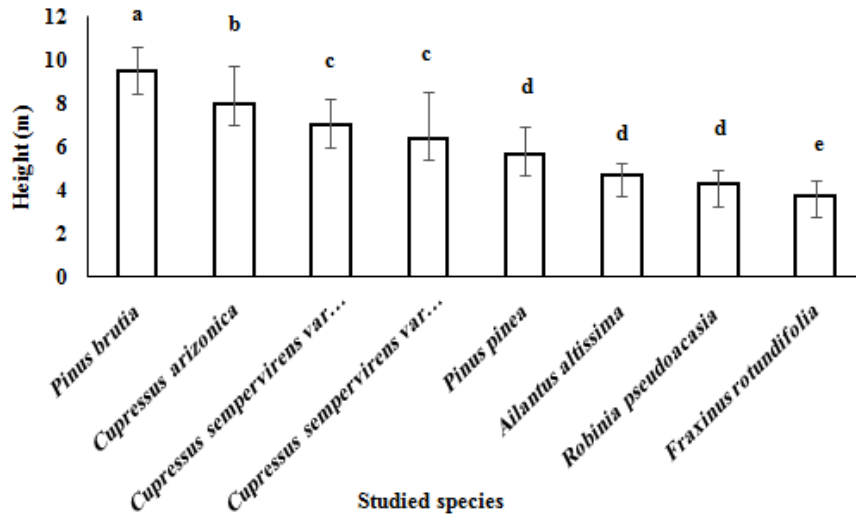 12
10
8
6
4
2
0
Height (m)
a
b
c
c
d
d
d
e
Pinus brutia
Cupressus arizonica
Cupressus sempervirens var…
Cupressus sempervirens var…
Pinus pinea
Ailantus altissima
Robinia pseudoacasia
Fraxinus rotundifolia
Studied species